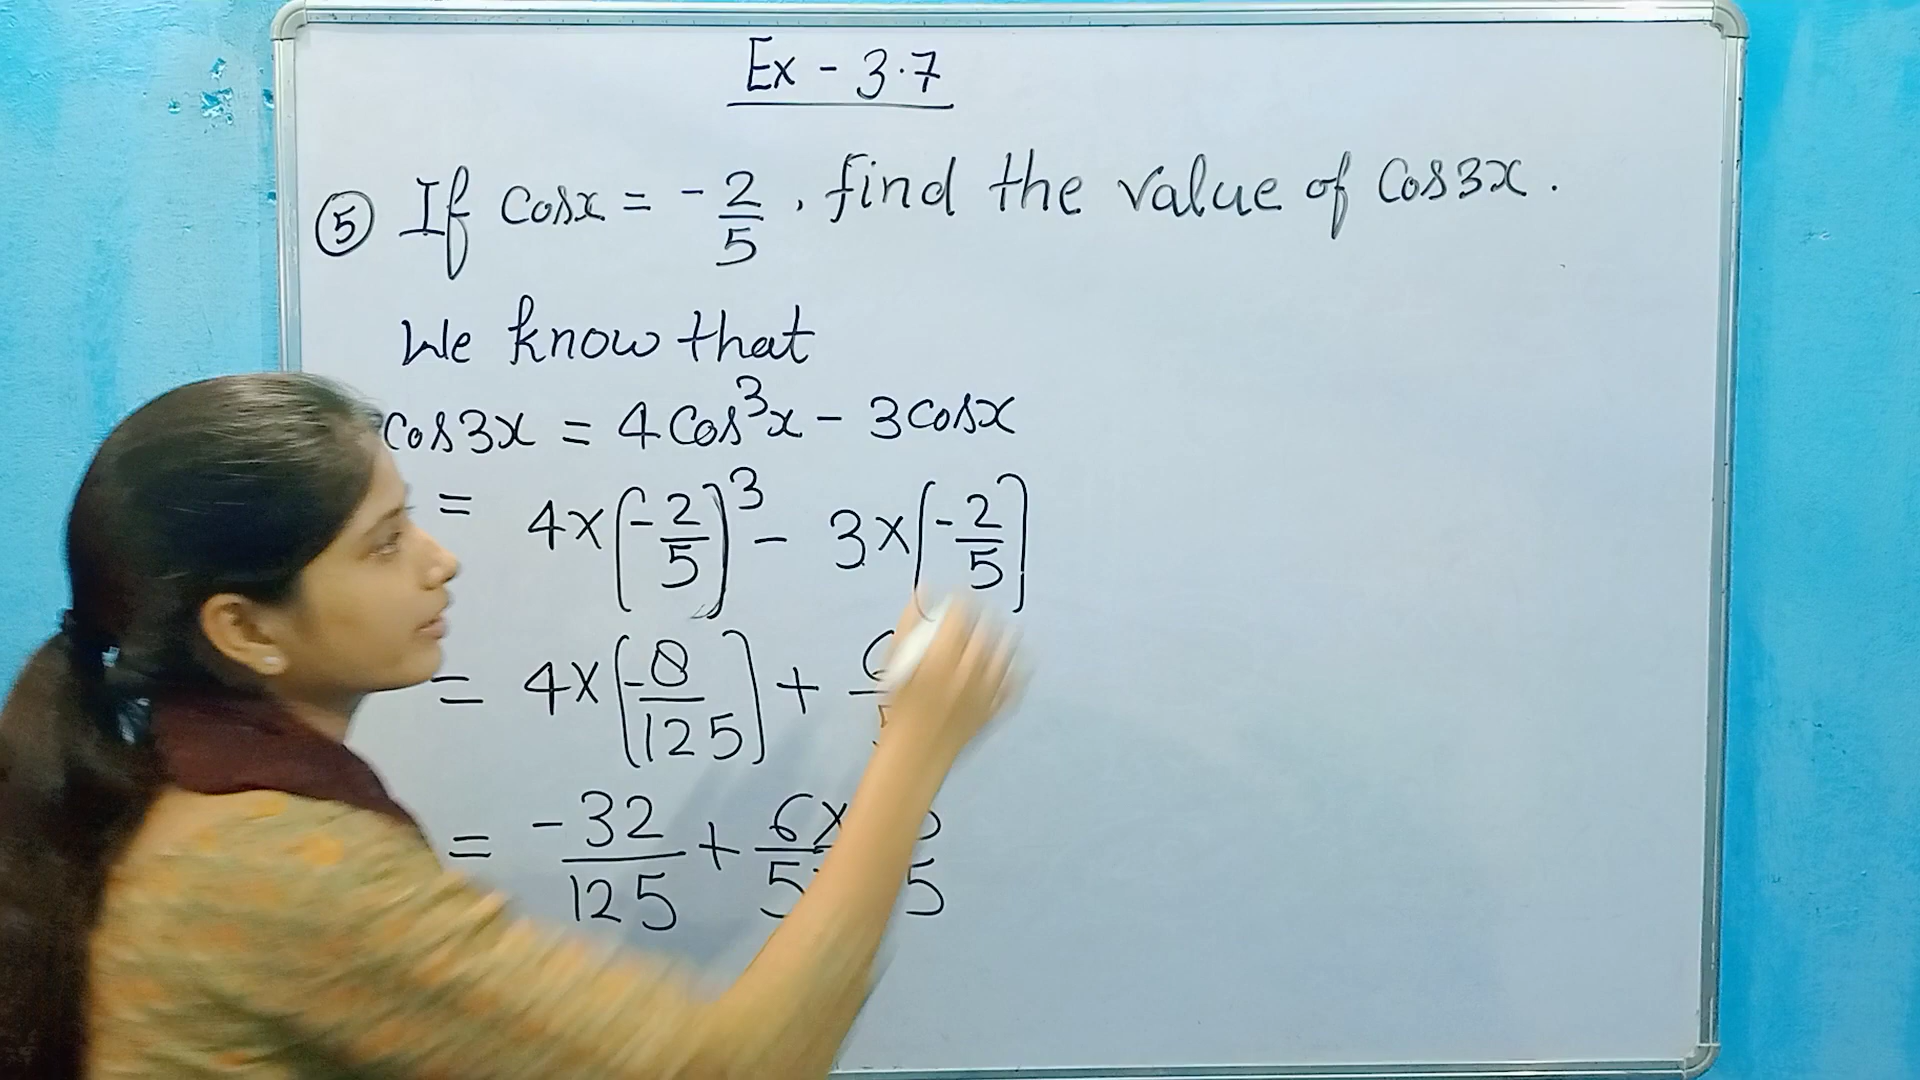 Ex - 3.7
⑤ If cosx = -2/5, find the value of cos3x.
We know that
cos3x = 4cos³x - 3cosx
= 4×(-2/5)³ - 3×(-2/5)
= 4×(-8/125) +
= -32/125 + 6×